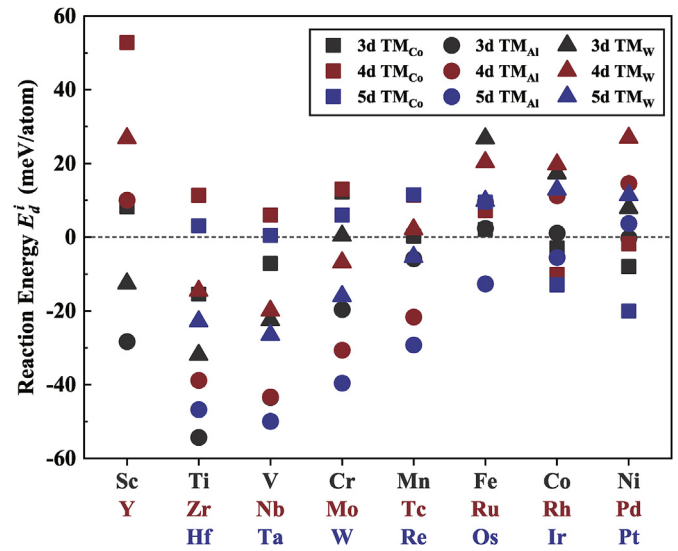 60
40
20
0
-20
-40
-60
Reaction Energy E_d^i (meV/atom)
3d TM_Co 3d TM_Al 3d TM_W
4d TM_Co 4d TM_Al 4d TM_W
5d TM_Co 5d TM_Al 5d TM_W
Sc Ti V Cr Mn Fe Co Ni
Y Zr Nb Mo Tc Ru Rh Pd
Hf Ta W Re Os Ir Pt